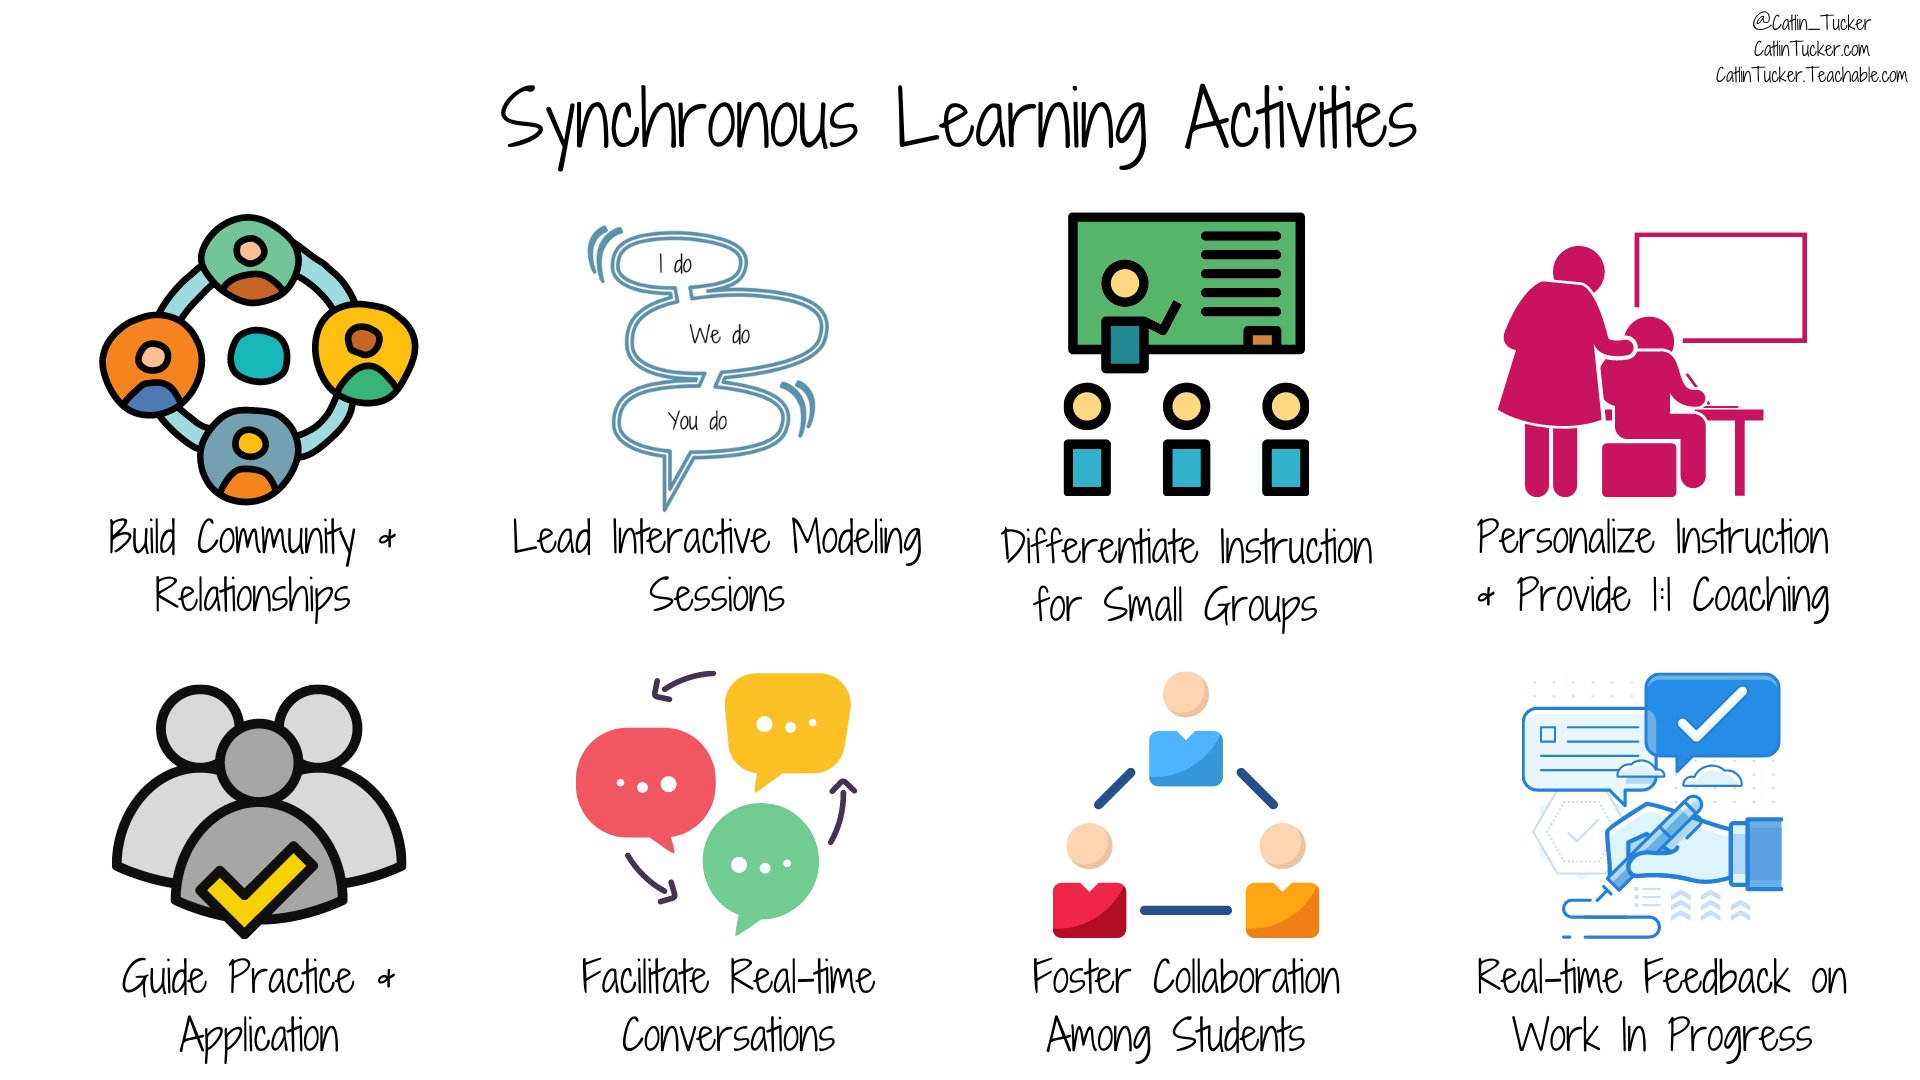 @Catlin_Tucker
CatlinTucker.com
CatlinTucker.Teachable.com
Synchronous Learning Activities
I do
We do
You do
Build Community &
Relationships
Lead Interactive Modeling
Sessions
Differentiate Instruction
for Small Groups
Personalize Instruction
& Provide 1:1 Coaching
Guide Practice &
Application
Facilitate Real-time
Conversations
Foster Collaboration
Among Students
Real-time Feedback on
Work In Progress